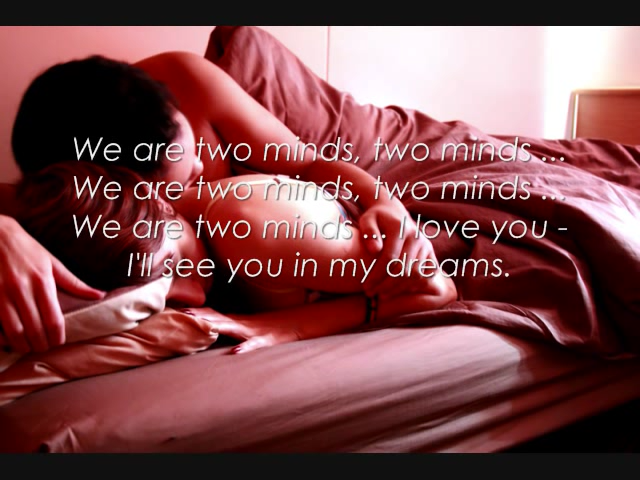 We are two minds, two minds ...
We are two minds, two minds ...
We are two minds ... I love you -
I'll see you in my dreams.